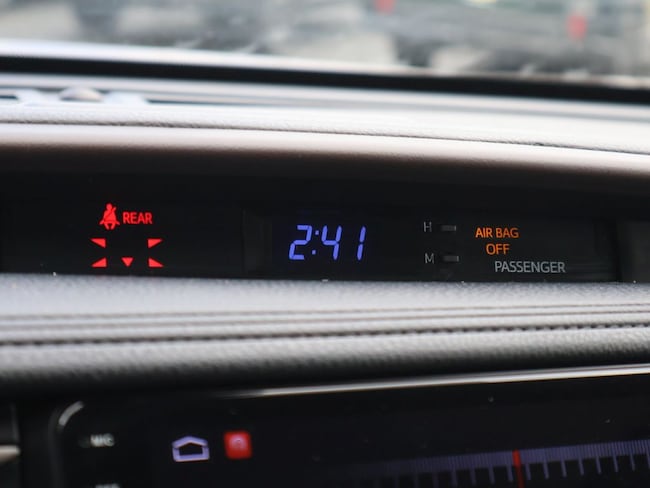 REAR
2:41
H
M
AIR BAG
OFF
PASSENGER